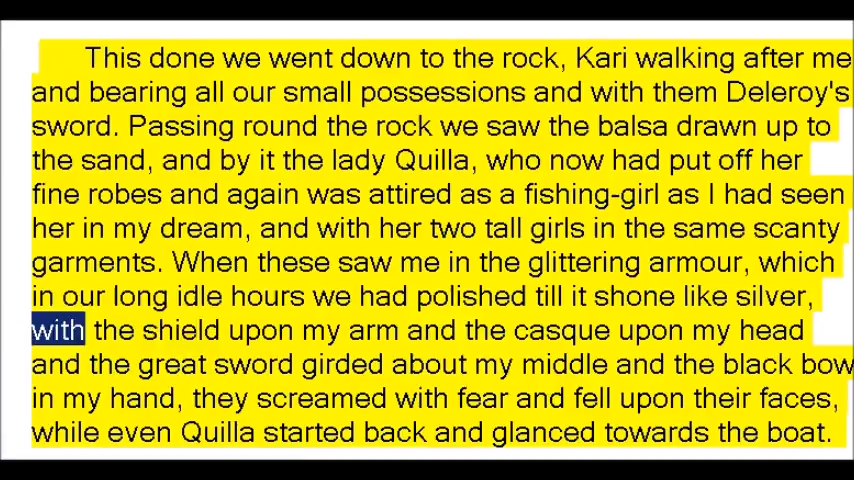 This done we went down to the rock, Kari walking after me
and bearing all our small possessions and with them Deleroy's
sword. Passing round the rock we saw the balsa drawn up to
the sand, and by it the lady Quilla, who now had put off her
fine robes and again was attired as a fishing-girl as I had seen
her in my dream, and with her two tall girls in the same scanty
garments. When these saw me in the glittering armour, which
in our long idle hours we had polished till it shone like silver,
with the shield upon my arm and the casque upon my head
and the great sword girded about my middle and the black bow
in my hand, they screamed with fear and fell upon their faces,
while even Quilla started back and glanced towards the boat.